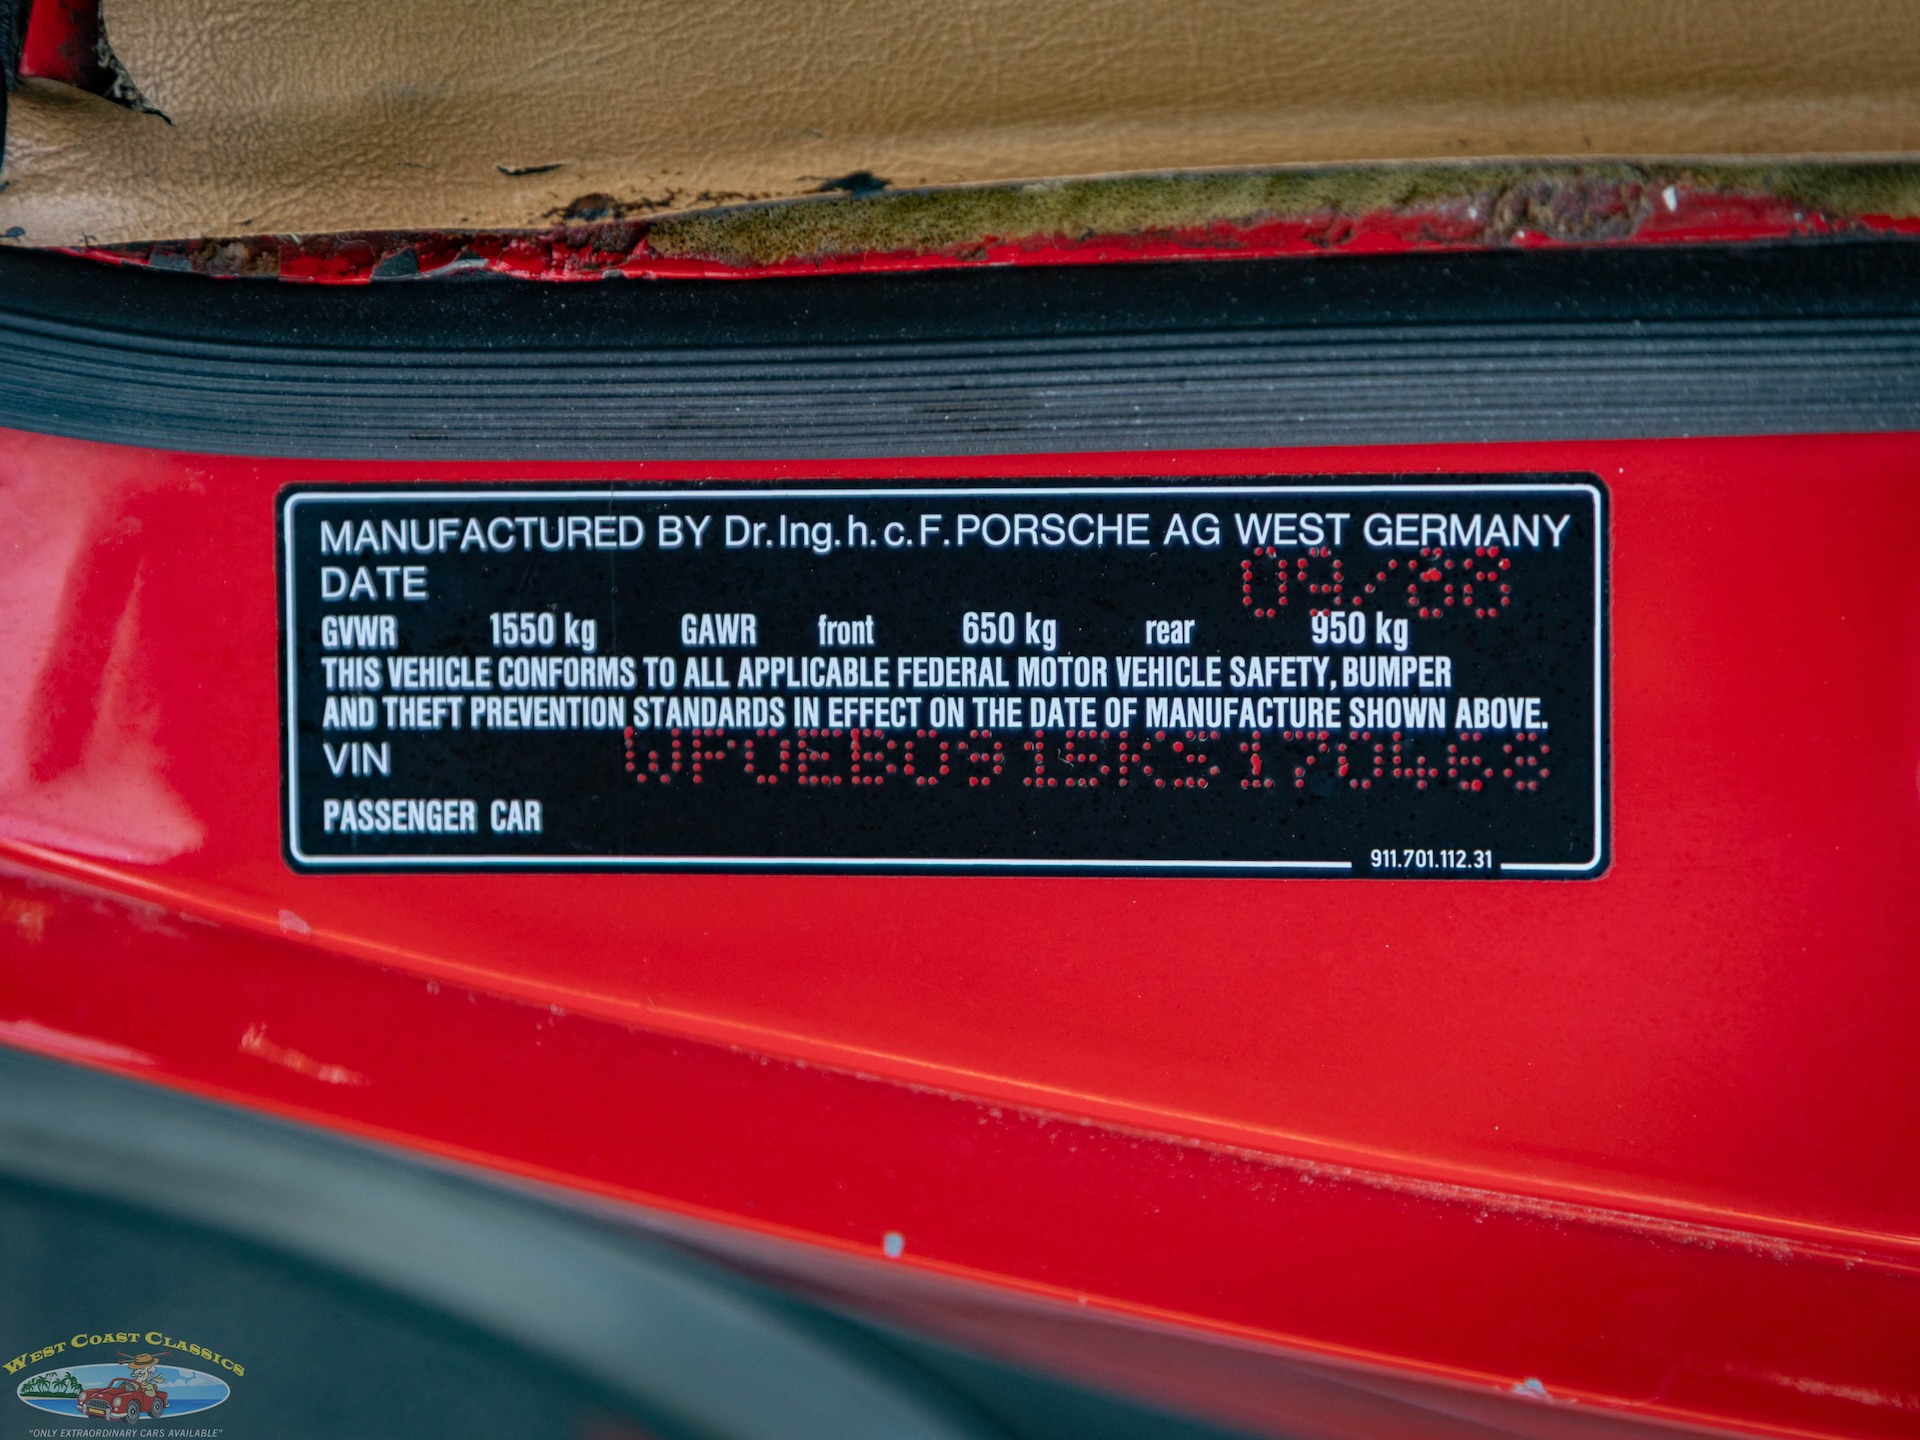 MANUFACTURED BY Dr.Ing.h.c.F.PORSCHE AG WEST GERMANY
DATE 09/88
GVWR 1550 kg GAWR front 650 kg rear 950 kg
THIS VEHICLE CONFORMS TO ALL APPLICABLE FEDERAL MOTOR VEHICLE SAFETY, BUMPER
AND THEFT PREVENTION STANDARDS IN EFFECT ON THE DATE OF MANUFACTURE SHOWN ABOVE.
VIN WP0EB0915KS170468
PASSENGER CAR
911.701.112.31
WEST COAST CLASSICS
"ONLY EXTRAORDINARY CARS AVAILABLE"